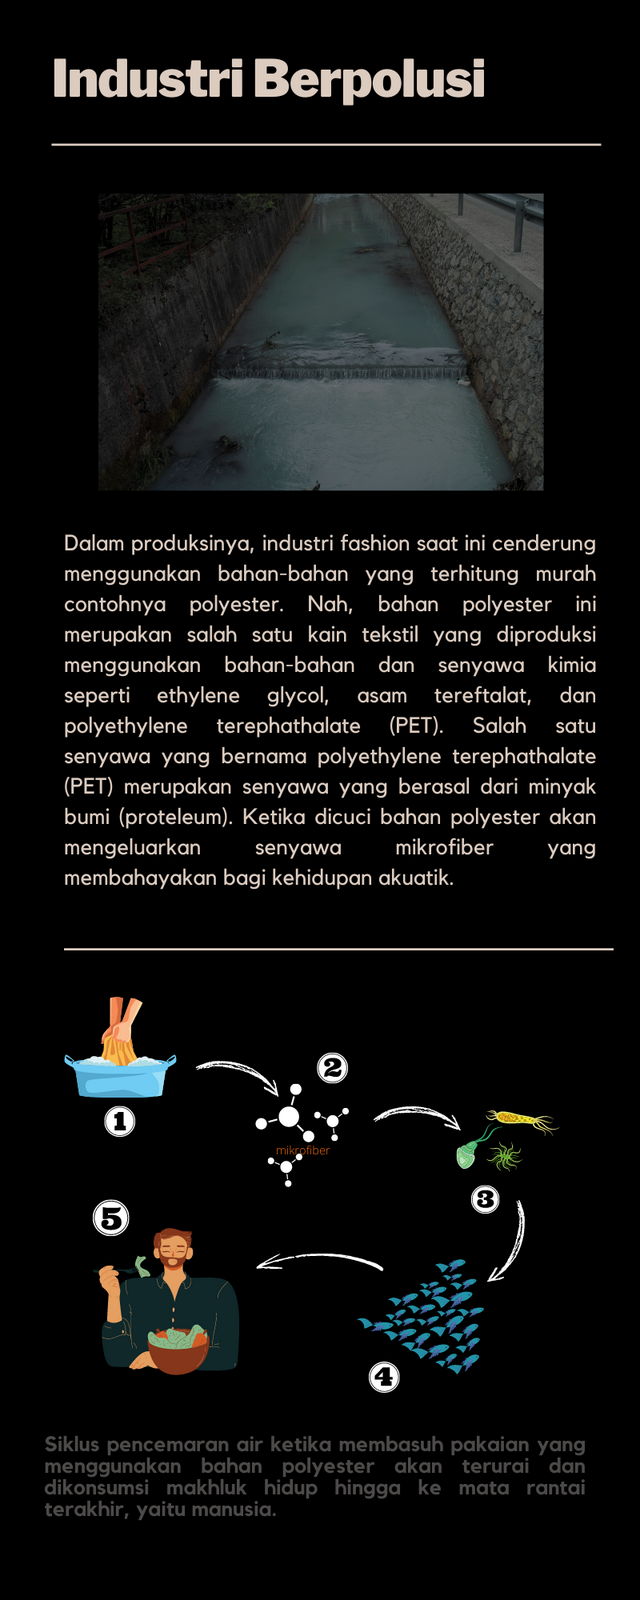 Industri Berpolusi
Dalam produksinya, industri fashion saat ini cenderung
menggunakan bahan-bahan yang terhitung murah
contohnya polyester. Nah, bahan polyester ini
merupakan salah satu kain tekstil yang diproduksi
menggunakan bahan-bahan dan senyawa kimia
seperti ethylene glycol, asam tereftalat, dan
polyethylene terephathalate (PET). Salah satu
senyawa yang bernama polyethylene terephathalate
(PET) merupakan senyawa yang berasal dari minyak
bumi (proteleum). Ketika dicuci bahan polyester akan
mengeluarkan senyawa mikrofiber yang
membahayakan bagi kehidupan akuatik.
1
2
mikrofiber
3
4
5
Siklus pencemaran air ketika membasuh pakaian yang
menggunakan bahan polyester akan terurai dan
dikonsumsi makhluk hidup hingga ke mata rantai
terakhir, yaitu manusia.